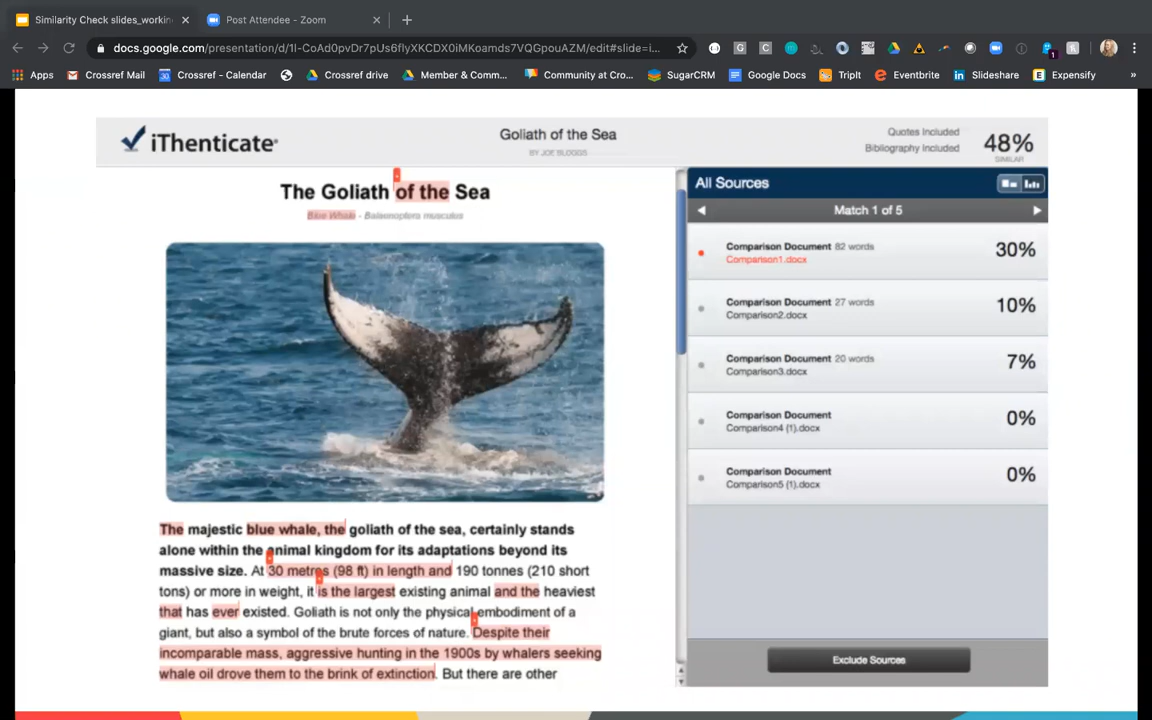 Similarity Check slides_workin
Post Attendee - Zoom
docs.google.com/presentation/d/1l-CoAd0pvDr7pUs6flyXKCDX0iMKoamds7VQGpouAZM/edit#slide=i...
Apps
Crossref Mail
Crossref - Calendar
Crossref drive
Member & Comm...
Community at Cro...
SugarCRM
Google Docs
TripIt
Eventbrite
Slideshare
Expensify
»
iThenticate®
Goliath of the Sea
BY JOE BLOGGS
Quotes Included
Bibliography Included
48%
SIMILAR
The Goliath of the Sea
Blue Whale - Balaenoptera musculus
The majestic blue whale, the goliath of the sea, certainly stands
alone within the animal kingdom for its adaptations beyond its
massive size. At 30 metres (98 ft) in length and 190 tonnes (210 short
tons) or more in weight, it is the largest existing animal and the heaviest
that has ever existed. Goliath is not only the physical embodiment of a
giant, but also a symbol of the brute forces of nature. Despite their
incomparable mass, aggressive hunting in the 1900s by whalers seeking
whale oil drove them to the brink of extinction. But there are other
All Sources
Match 1 of 5
Comparison Document 82 words
Comparison1.docx
30%
Comparison Document 27 words
Comparison2.docx
10%
Comparison Document 20 words
Comparison3.docx
7%
Comparison Document
Comparison4 (1).docx
0%
Comparison Document
Comparison5 (1).docx
0%
Exclude Sources